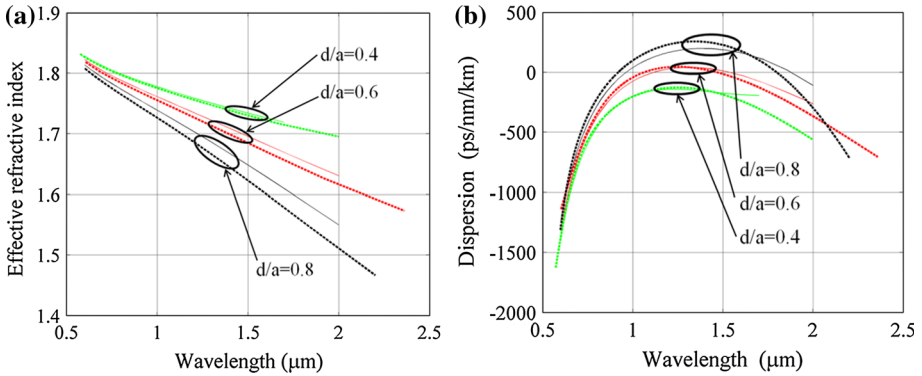 (a)
1.9
1.8
1.7
1.6
1.5
1.4
Effective refractive index
d/a=0.4
d/a=0.6
d/a=0.8
0.5
1
1.5
2
2.5
Wavelength (μm)
(b)
500
0
-500
-1000
-1500
-2000
Dispersion (ps/nm/km)
d/a=0.8
d/a=0.6
d/a=0.4
0.5
1
1.5
2
2.5
Wavelength (μm)